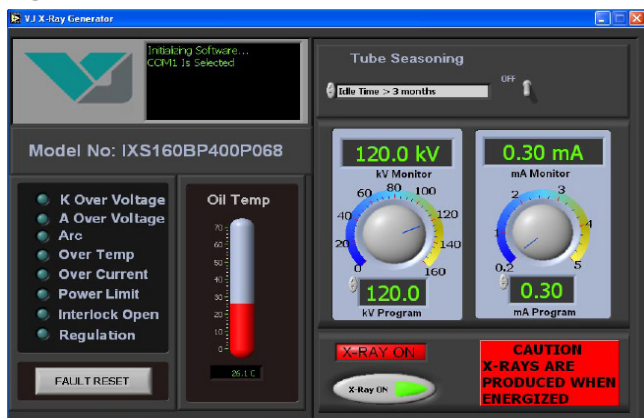 V.J X-Ray Generator
Initializing Software...
COM1 Is Selected
Model No: IXS160BP400P068
K Over Voltage
A Over Voltage
Arc
Over Temp
Over Current
Power Limit
Interlock Open
Regulation
FAULT RESET
Oil Temp
70
60
50
40
30
20
10
0
26.1 C
Tube Seasoning
Idle Time > 3 months
OFF
120.0 kV
kV Monitor
0
20
40
60
80
100
120
140
160
120.0
kV Program
0.30 mA
mA Monitor
0.2
1
2
3
4
5
0.30
mA Program
X-RAY ON
X-Ray ON
CAUTION
X-RAYS ARE
PRODUCED WHEN
ENERGIZED